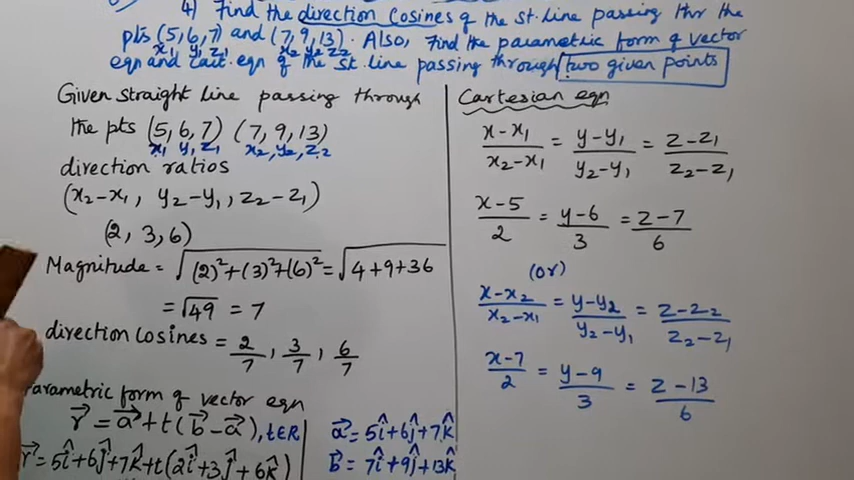 4) Find the direction Cosines of the st. line passing thr the
pts (5,6,7) and (7,9,13). Also, Find the parametric form of vector
x₁ y₁ z₁ x₂ y₂ z₂
eqn and Cart. eqn of the st. line passing through two given points
Given straight line passing through
the pts (5,6,7) (7,9,13)
x₁ y₁ z₁ x₂, y₂, z₂
direction ratios
(x₂-x₁, y₂-y₁, z₂-z₁)
(2, 3, 6)
Magnitude = √(2)²+(3)²+(6)² = √4+9+36
= √49 = 7
direction Cosines = 2/7, 3/7, 6/7
Parametric form of vector eqn
r⃗ = a⃗ + t(b⃗ - a⃗), t∈R
r⃗ = 5î+6ĵ+7k̂+t(2î+3ĵ+6k̂)
a⃗ = 5î+6ĵ+7k̂
b⃗ = 7î+9ĵ+13k̂
Cartesian eqn
x-x₁/x₂-x₁ = y-y₁/y₂-y₁ = z-z₁/z₂-z₁
x-5/2 = y-6/3 = z-7/6
(or)
x-x₂/x₂-x₁ = y-y₂/y₂-y₁ = z-z₂/z₂-z₁
x-7/2 = y-9/3 = z-13/6